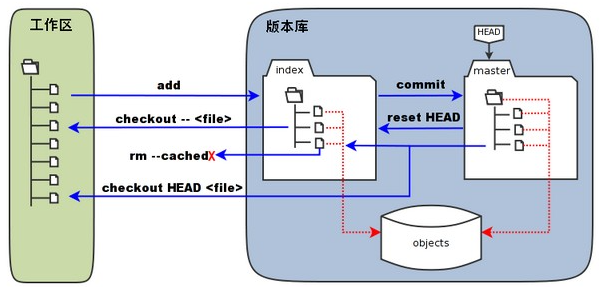 工作区
版本库
HEAD
index
master
add
commit
checkout -- <file>
reset HEAD
rm --cached
X
checkout HEAD <file>
objects